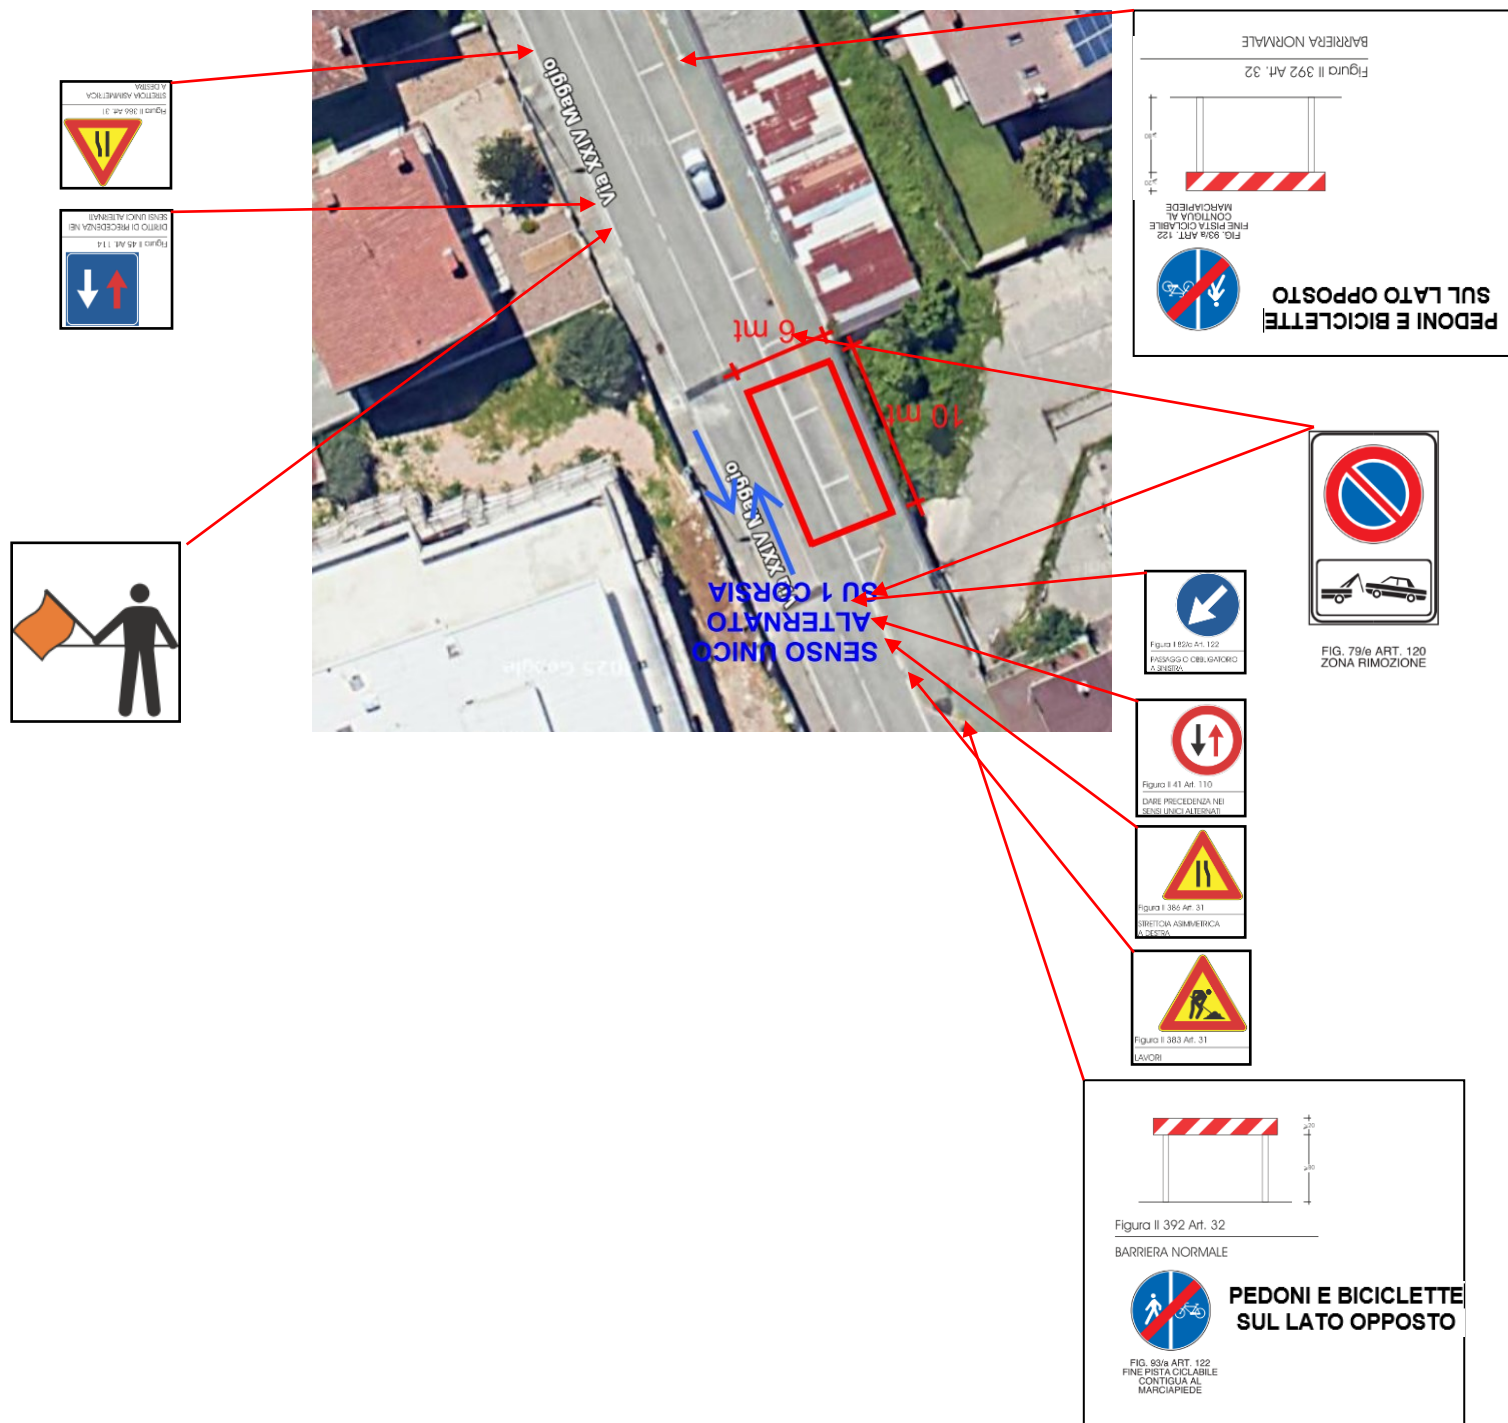 STRETTOIA ASIMMETRICA
A DESTRA
Figura II 386 Art. 31
DIRITTO DI PRECEDENZA NEI
SENSI UNICI ALTERNATI
Figura II 45 Art. 114
Via XXIV Maggio
6 mt
10 mt
Via XXIV Maggio
SENSO UNICO
ALTERNATO
SU 1 CORSIA
2025 Google
Figura II 392 Art. 32
BARRIERA NORMALE
FIG. 93/a ART. 122
FINE PISTA CICLABILE
CONTIGUA AL
MARCIAPIEDE
PEDONI E BICICLETTE
SUL LATO OPPOSTO
FIG. 79/e ART. 120
ZONA RIMOZIONE
Figura II 82/a Art. 122
PASSAGGIO OBBLIGATORIO
A SINISTRA
Figura II 41 Art. 110
DARE PRECEDENZA NEI
SENSI UNICI ALTERNATI
Figura II 386 Art. 31
STRETTOIA ASIMMETRICA
A DESTRA
Figura II 383 Art. 31
LAVORI
Figura II 392 Art. 32
BARRIERA NORMALE
PEDONI E BICICLETTE
SUL LATO OPPOSTO
FIG. 93/a ART. 122
FINE PISTA CICLABILE
CONTIGUA AL
MARCIAPIEDE